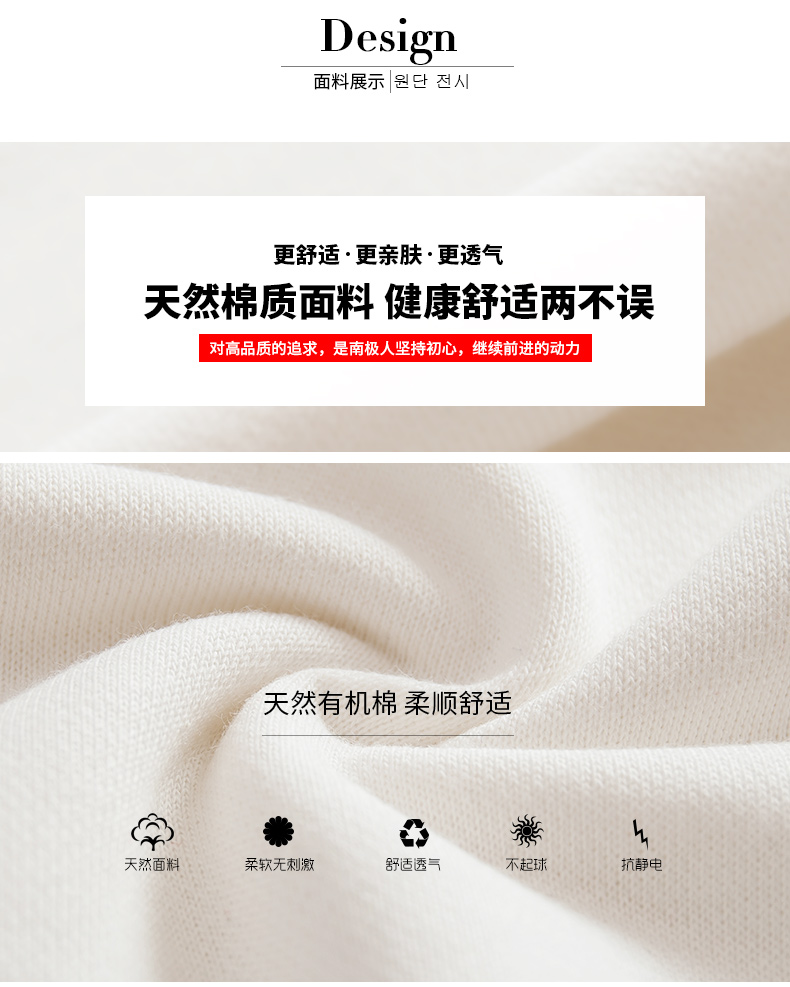 Design
面料展示 원단 전시
更舒适·更亲肤·更透气
天然棉质面料 健康舒适两不误
对高品质的追求，是南极人坚持初心，继续前进的动力
天然有机棉 柔顺舒适
天然面料 柔软无刺激 舒适透气 不起球 抗静电